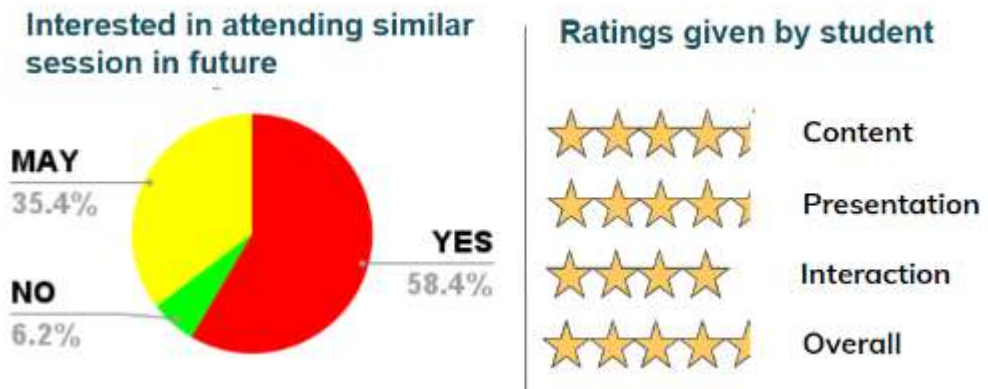 Interested in attending similar
session in future
MAY
35.4%
NO
6.2%
YES
58.4%
Ratings given by student
Content
Presentation
Interaction
Overall